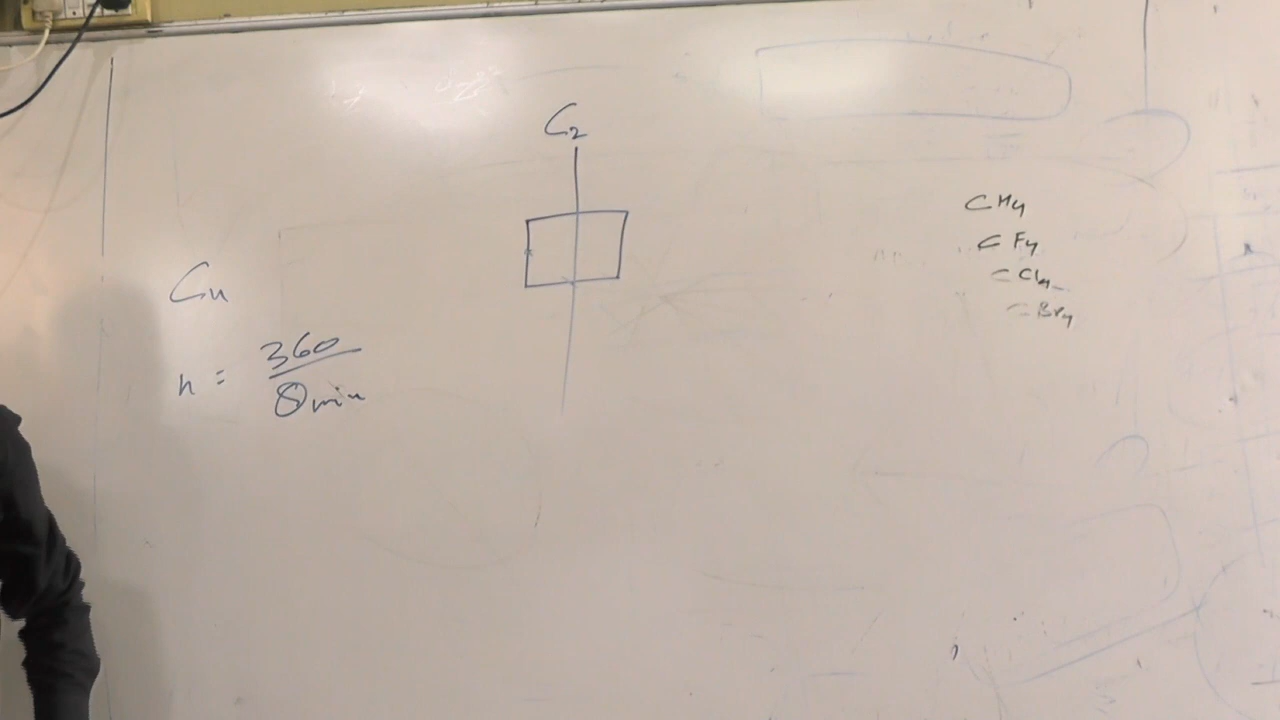 C₂
Cn
n = 360/θmin
CH₄
CF₄
CCl₄
CBr₄